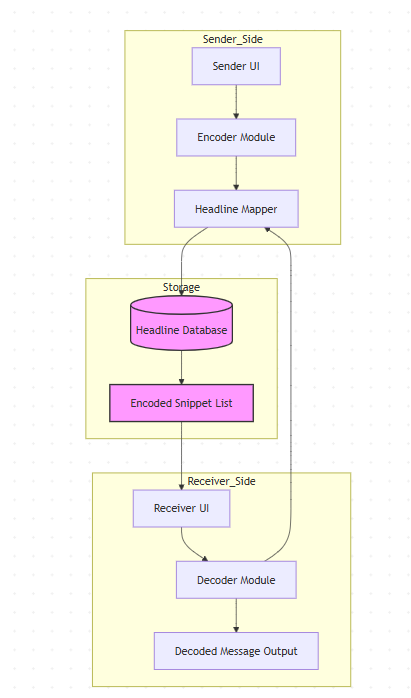 Sender_Side
Sender UI
Encoder Module
Headline Mapper
Storage
Headline Database
Encoded Snippet List
Receiver_Side
Receiver UI
Decoder Module
Decoded Message Output